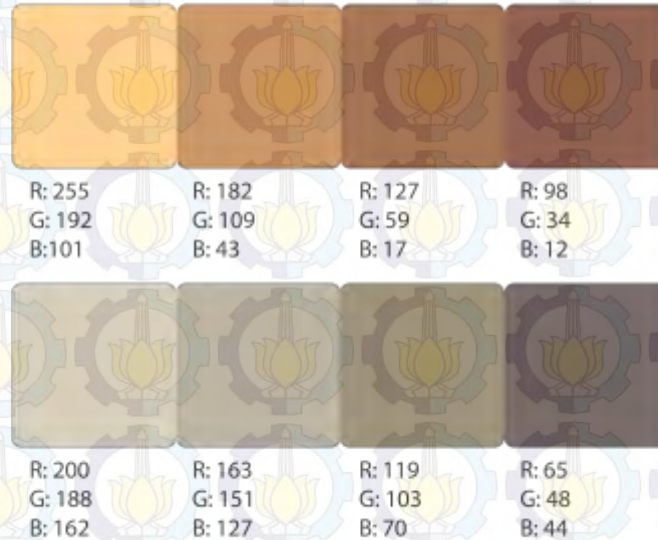 R: 255 R: 182 R: 127 R: 98
G: 192 G: 109 G: 59 G: 34
B:101 B: 43 B: 17 B: 12
R: 200 R: 163 R: 119 R: 65
G: 188 G: 151 G: 103 G: 48
B: 162 B: 127 B: 70 B: 44